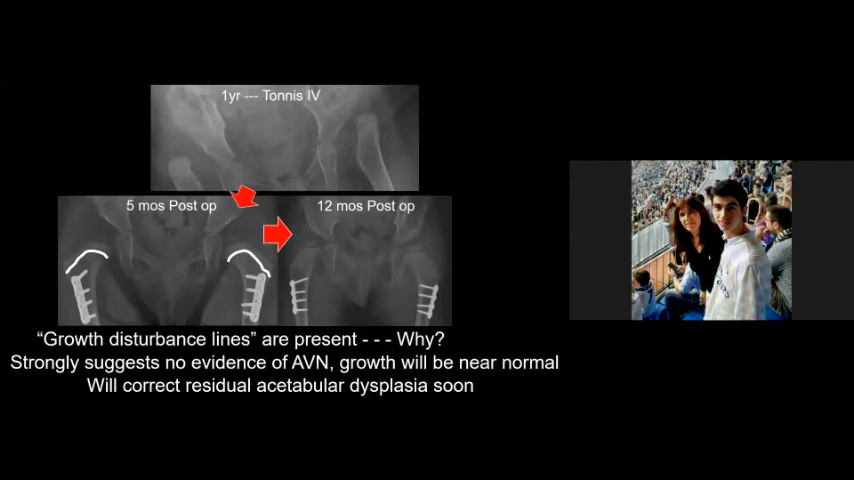 1yr --- Tonnis IV
5 mos Post op
12 mos Post op
“Growth disturbance lines” are present - - - Why?
Strongly suggests no evidence of AVN, growth will be near normal
Will correct residual acetabular dysplasia soon